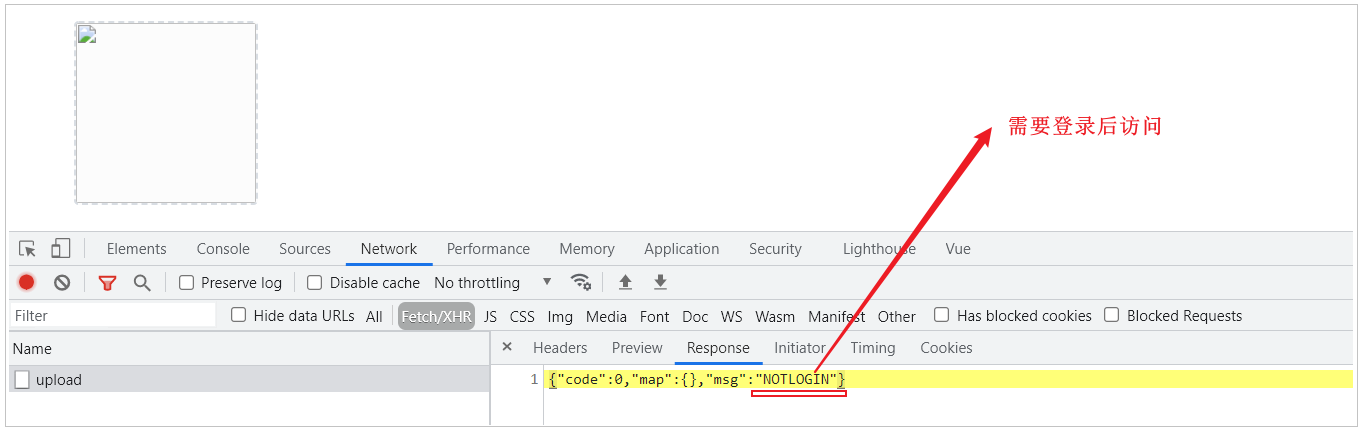 需要登录后访问
Elements Console Sources Network Performance Memory Application Security Lighthouse Vue
Preserve log Disable cache No throttling
Filter Hide data URLs All Fetch/XHR JS CSS Img Media Font Doc WS Wasm Manifest Other Has blocked cookies Blocked Requests
Name × Headers Preview Response Initiator Timing Cookies
upload 1 {"code":0,"map":{},"msg":"NOTLOGIN"}